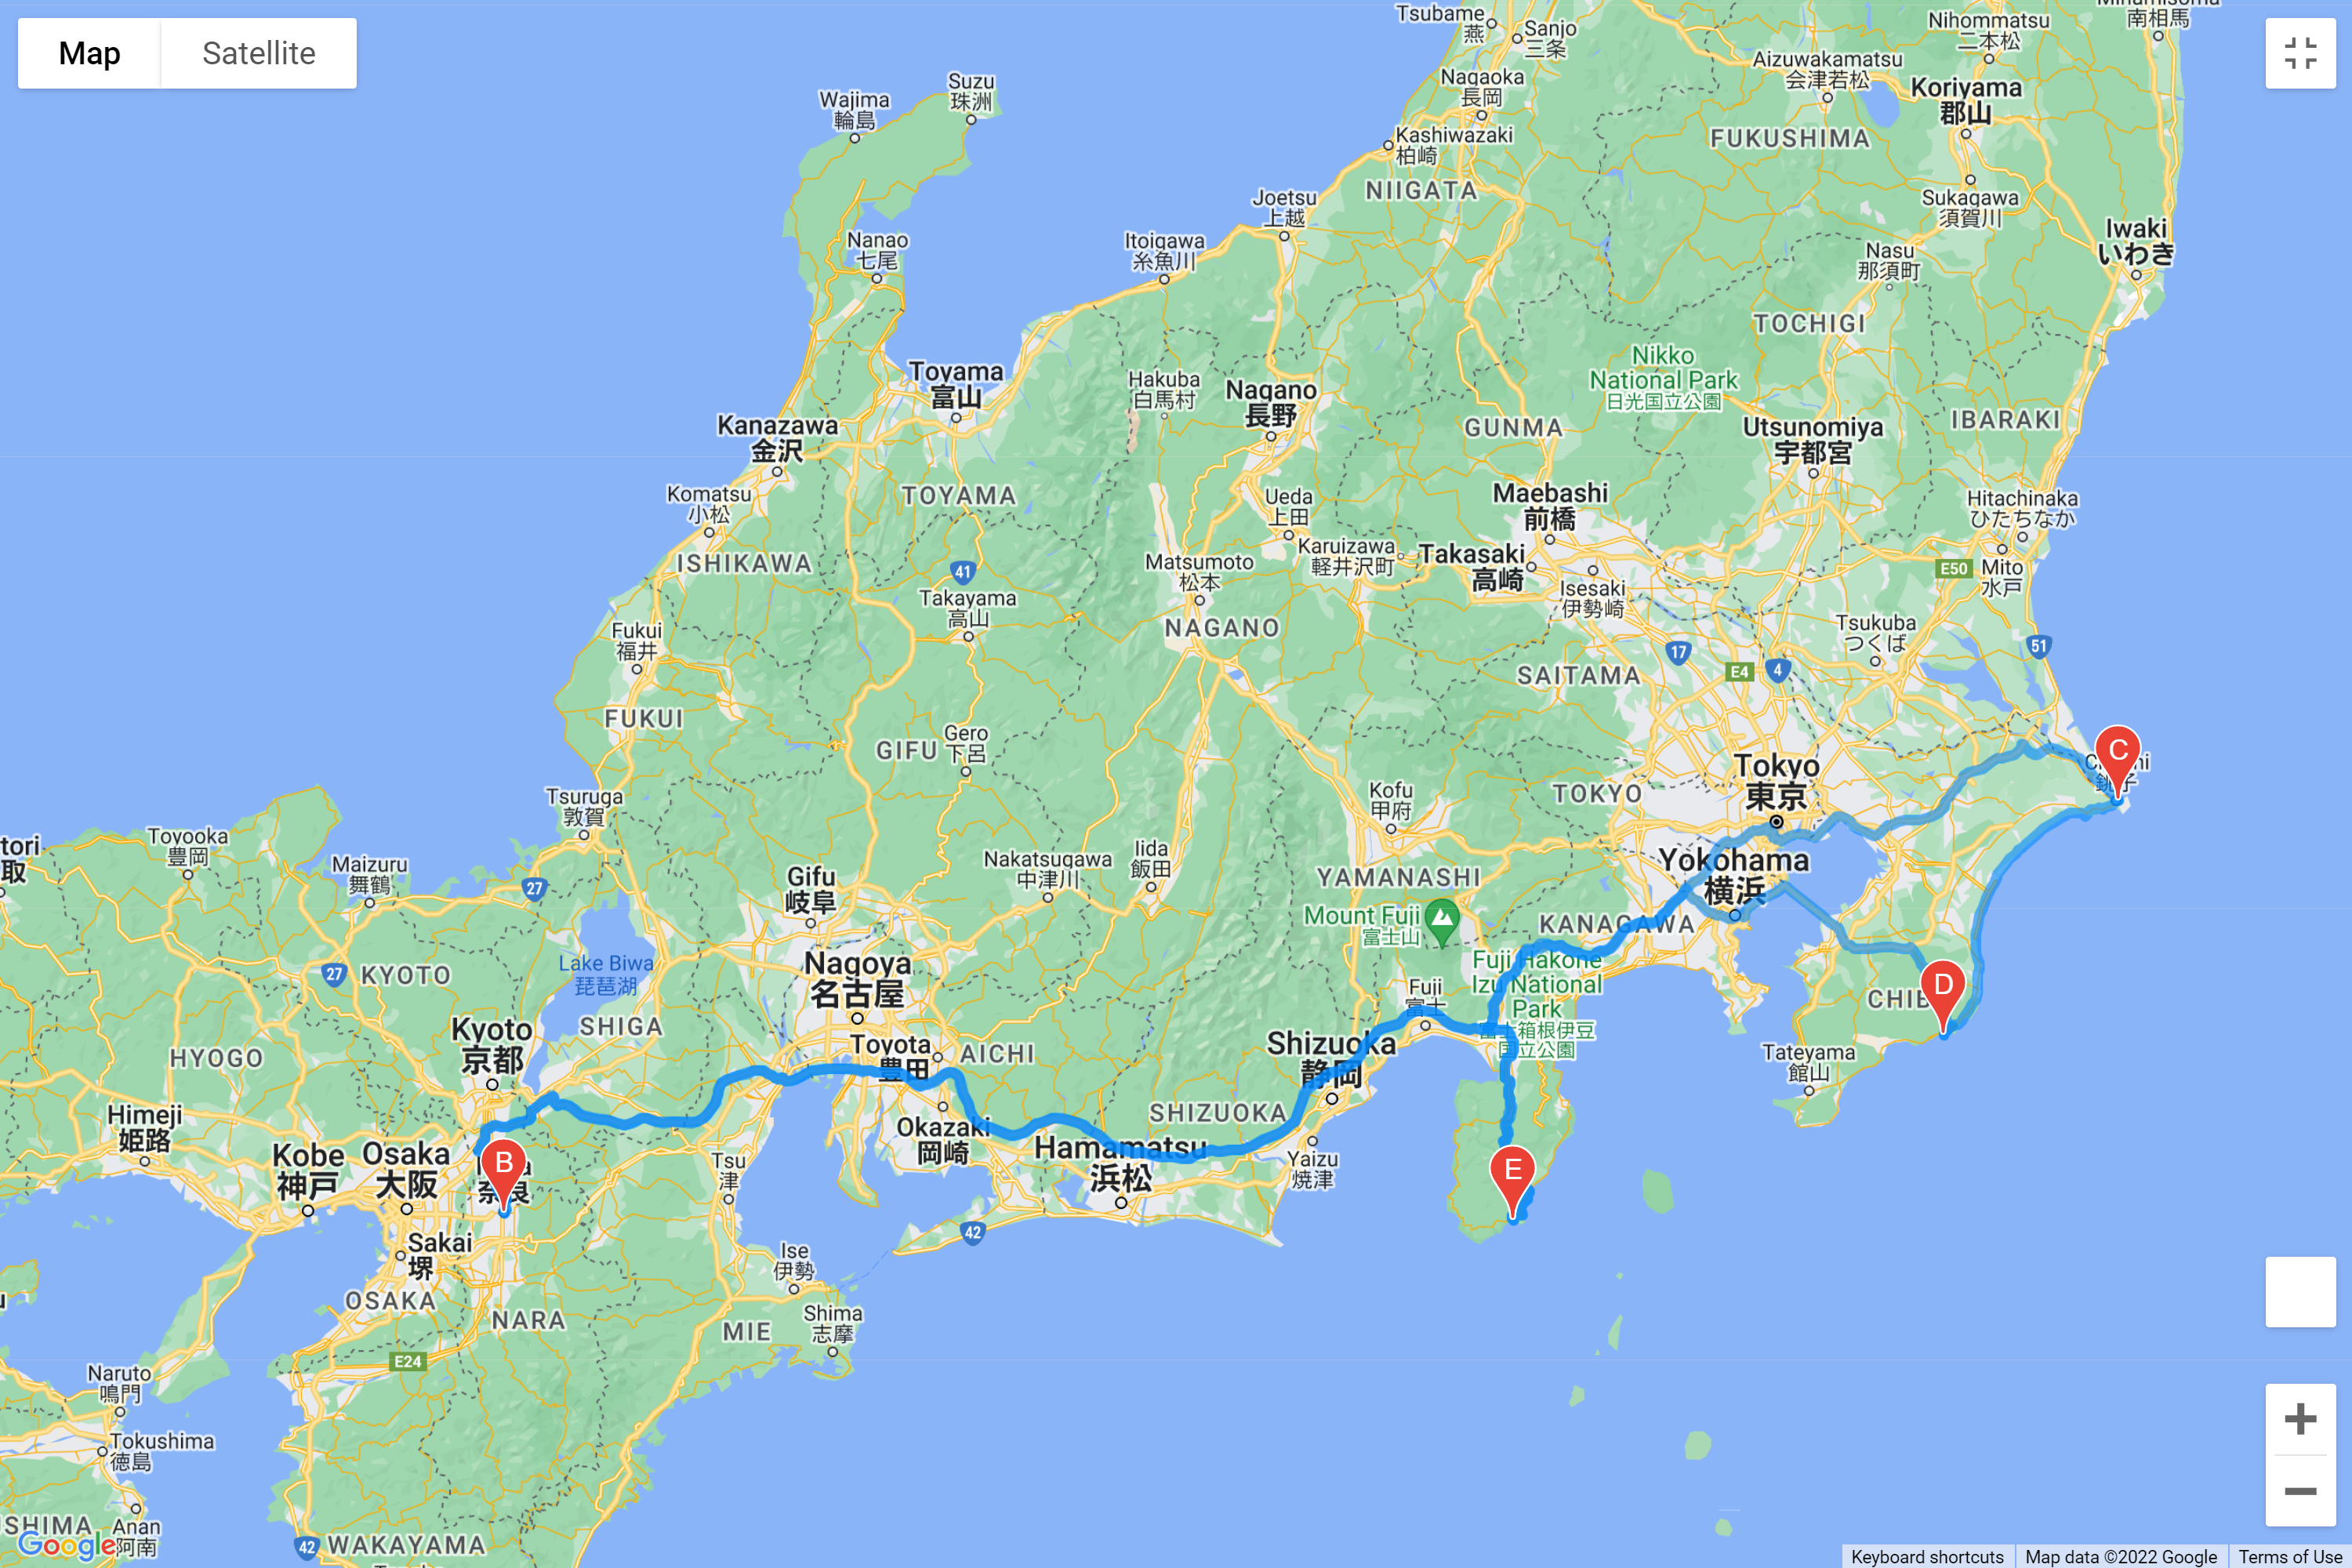 Map
Satellite
Tsubame
燕
Sanjo
三条
Nihommatsu
二本松
南相馬
Nagaoka
長岡
Aizuwakamatsu
会津若松
Koriyama
郡山
Suzu
珠洲
Wajima
輪島
Kashiwazaki
柏崎
FUKUSHIMA
NIIGATA
Sukagawa
須賀川
Joetsu
上越
Iwaki
いわき
Nanao
七尾
Itoigawa
糸魚川
Nasu
那須町
TOCHIGI
Nikko
National Park
日光国立公園
Toyama
富山
Hakuba
白馬村
Nagano
長野
Kanazawa
金沢
GUNMA
Utsunomiya
宇都宮
IBARAKI
Komatsu
小松
TOYAMA
Ueda
上田
Maebashi
前橋
Hitachinaka
ひたちなか
ISHIKAWA
41
Matsumoto
松本
Karuizawa
軽井沢町
Takasaki
高崎
Isesaki
伊勢崎
E50
Mito
水戸
Takayama
高山
Fukui
福井
NAGANO
Tsukuba
つくば
17
E4
4
51
SAITAMA
FUKUI
GIFU
Gero
下呂
C
Tokyo
東京
Tsuruga
敦賀
Kofu
甲府
TOKYO
Toyooka
豊岡
tori
取
Maizuru
舞鶴
27
Gifu
岐阜
Nakatsugawa
中津川
Iida
飯田
YAMANASHI
Yokohama
横浜
Mount Fuji
富士山
KANAGAWA
27
KYOTO
Lake Biwa
琵琶湖
Nagoya
名古屋
Fuji
富士
Fuji Hakone
Izu National
Park
富士箱根伊豆
国立公園
D
CHIB
Kyoto
京都
SHIGA
HYOGO
Toyota
豊田
AICHI
Shizuoka
静岡
Tateyama
館山
Himeji
姫路
SHIZUOKA
Okazaki
岡崎
Hamamatsu
浜松
Kobe
神戸
Osaka
大阪
B
奈良
Tsu
津
Yaizu
焼津
E
Sakai
堺
42
Ise
伊勢
OSAKA
NARA
MIE
Shima
志摩
E24
Naruto
鳴門
Tokushima
徳島
SHIMA
Anan
阿南
42
WAKAYAMA
Google
Keyboard shortcuts
Map data ©2022 Google
Terms of Use